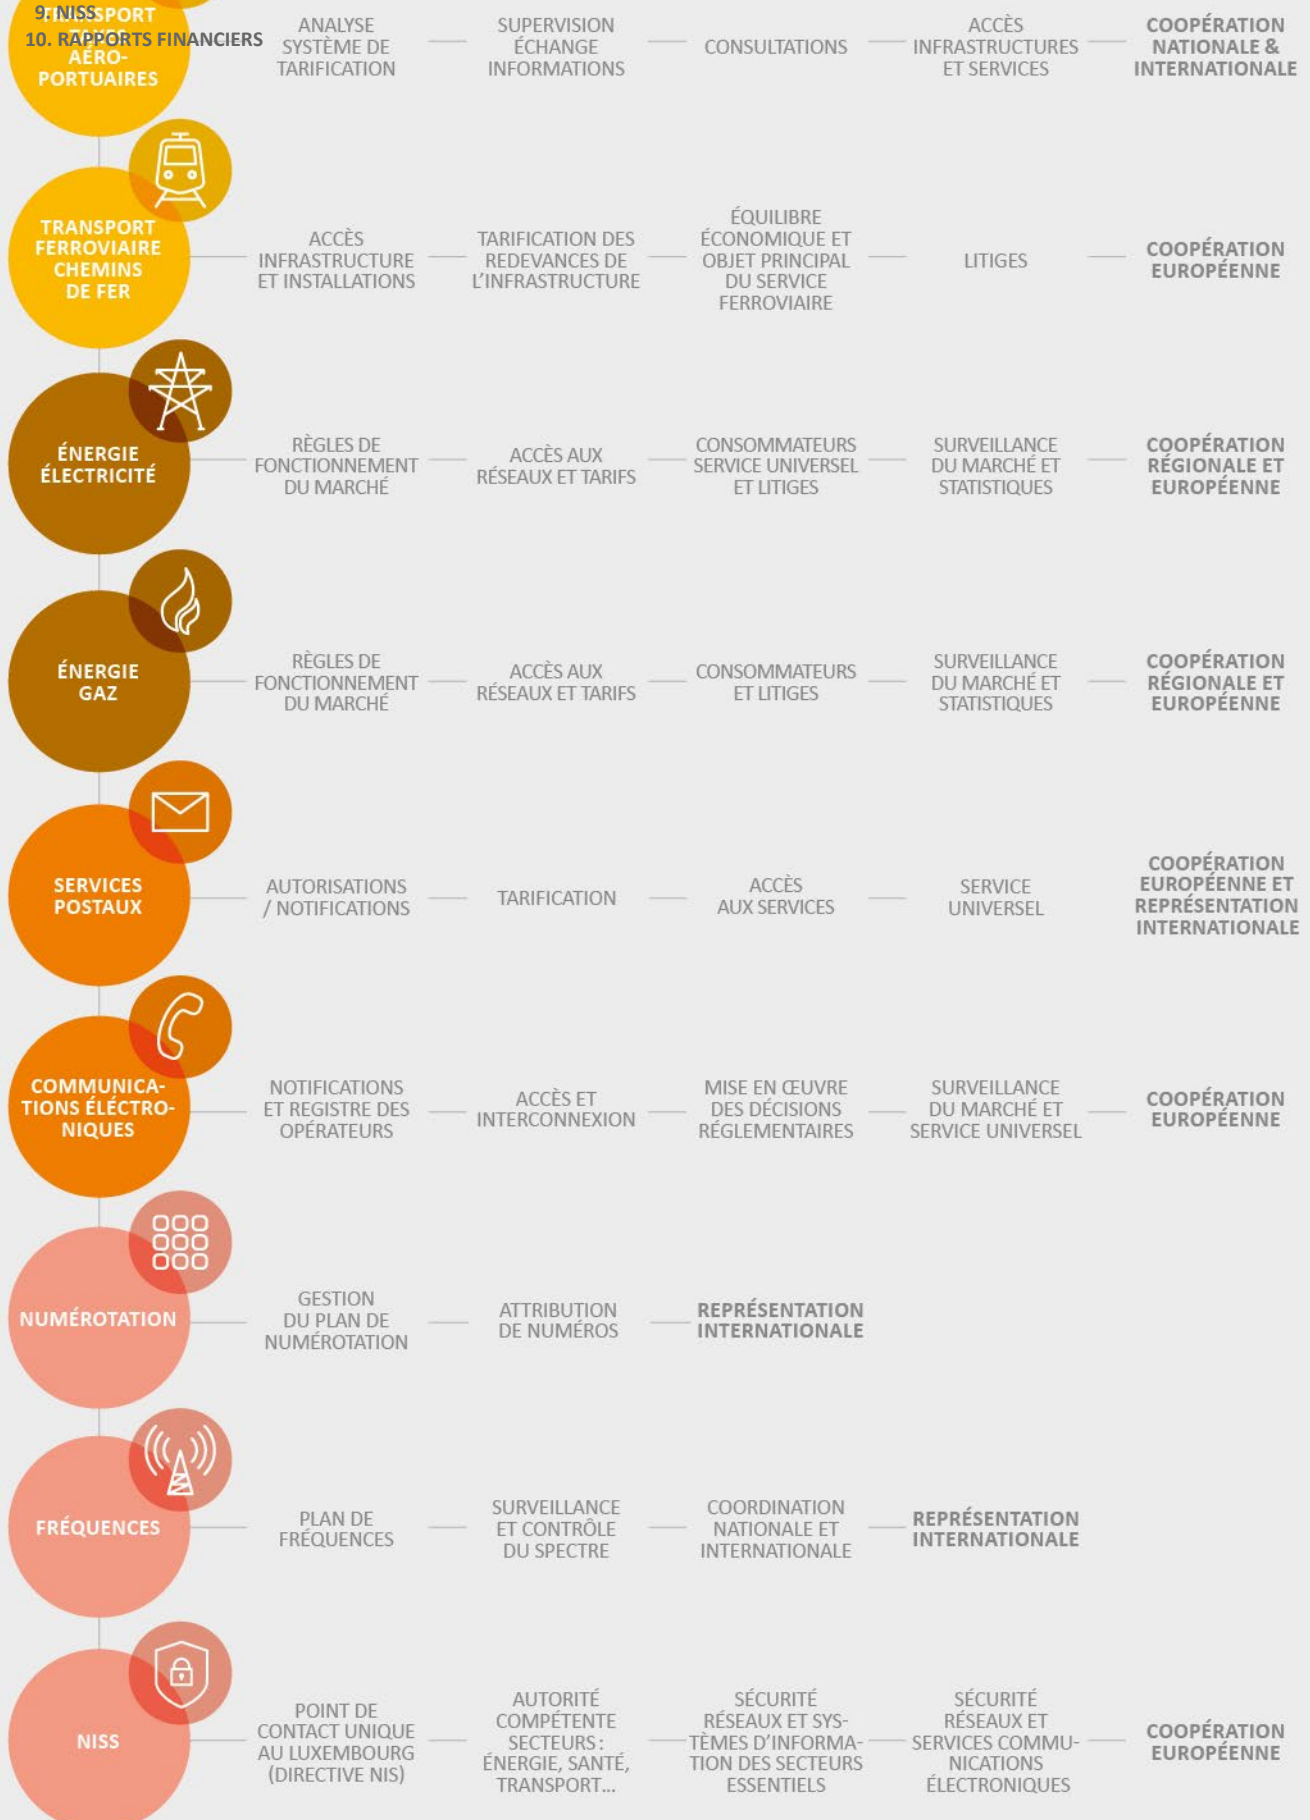 9. NISS
10. RAPPORTS FINANCIERS
TRANSPORT
AÉRO-
PORTUAIRES
ANALYSE
SYSTÈME DE
TARIFICATION
SUPERVISION
ÉCHANGE
INFORMATIONS
CONSULTATIONS
ACCÈS
INFRASTRUCTURES
ET SERVICES
COOPÉRATION
NATIONALE &
INTERNATIONALE
TRANSPORT
FERROVIAIRE
CHEMINS
DE FER
ACCÈS
INFRASTRUCTURE
ET INSTALLATIONS
TARIFICATION DES
REDEVANCES DE
L'INFRASTRUCTURE
ÉQUILIBRE
ÉCONOMIQUE ET
OBJET PRINCIPAL
DU SERVICE
FERROVIAIRE
LITIGES
COOPÉRATION
EUROPÉENNE
ÉNERGIE
ÉLECTRICITÉ
RÈGLES DE
FONCTIONNEMENT
DU MARCHÉ
ACCÈS AUX
RÉSEAUX ET TARIFS
CONSOMMATEURS
SERVICE UNIVERSEL
ET LITIGES
SURVEILLANCE
DU MARCHÉ ET
STATISTIQUES
COOPÉRATION
RÉGIONALE ET
EUROPÉENNE
ÉNERGIE
GAZ
RÈGLES DE
FONCTIONNEMENT
DU MARCHÉ
ACCÈS AUX
RÉSEAUX ET TARIFS
CONSOMMATEURS
ET LITIGES
SURVEILLANCE
DU MARCHÉ ET
STATISTIQUES
COOPÉRATION
RÉGIONALE ET
EUROPÉENNE
SERVICES
POSTAUX
AUTORISATIONS
/ NOTIFICATIONS
TARIFICATION
ACCÈS
AUX SERVICES
SERVICE
UNIVERSEL
COOPÉRATION
EUROPÉENNE ET
REPRÉSENTATION
INTERNATIONALE
COMMUNICA-
TIONS ÉLÉCTRO-
NIQUES
NOTIFICATIONS
ET REGISTRE DES
OPÉRATEURS
ACCÈS ET
INTERCONNEXION
MISE EN ŒUVRE
DES DÉCISIONS
RÉGLEMENTAIRES
SURVEILLANCE
DU MARCHÉ ET
SERVICE UNIVERSEL
COOPÉRATION
EUROPÉENNE
NUMÉROTATION
GESTION
DU PLAN DE
NUMÉROTATION
ATTRIBUTION
DE NUMÉROS
REPRÉSENTATION
INTERNATIONALE
FRÉQUENCES
PLAN DE
FRÉQUENCES
SURVEILLANCE
ET CONTRÔLE
DU SPECTRE
COORDINATION
NATIONALE ET
INTERNATIONALE
REPRÉSENTATION
INTERNATIONALE
NISS
POINT DE
CONTACT UNIQUE
AU LUXEMBOURG
(DIRECTIVE NIS)
AUTORITÉ
COMPÉTENTE
SECTEURS :
ÉNERGIE, SANTÉ,
TRANSPORT...
SÉCURITÉ
RÉSEAUX ET SYS-
TÈMES D'INFORMA-
TION DES SECTEURS
ESSENTIELS
SÉCURITÉ
RÉSEAUX ET
SERVICES COMMU-
NICATIONS
ÉLECTRONIQUES
COOPÉRATION
EUROPÉENNE